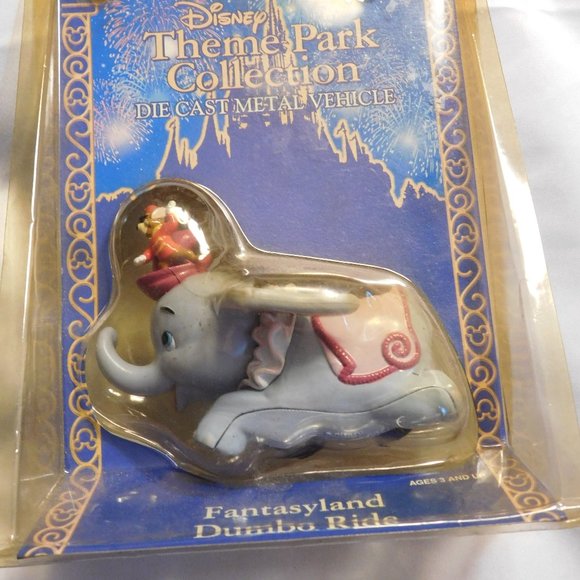 Disney
Theme Park
Collection
DIE CAST METAL VEHICLE
AGES 3 AND
Fantasyland
Dumbo Ride